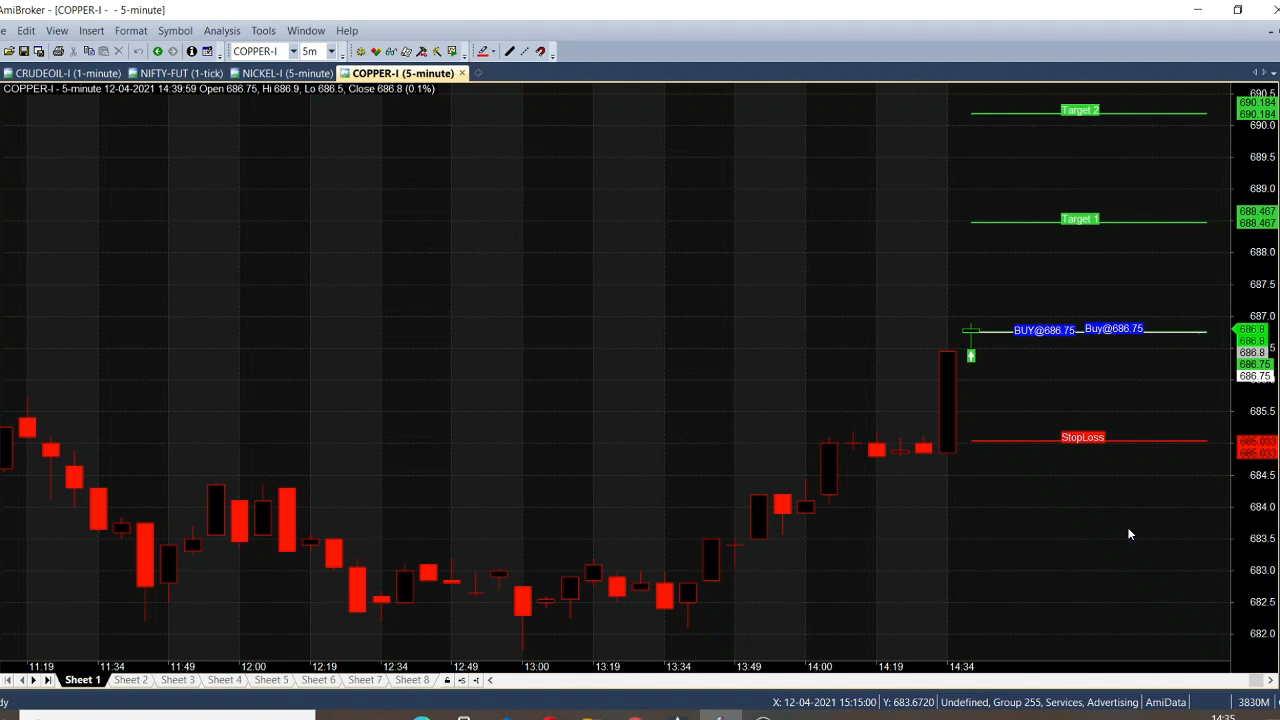 AmiBroker - [COPPER-I - - 5-minute]
Edit View Insert Format Symbol Analysis Tools Window Help
COPPER-I 5m
CRUDEOIL-I (1-minute) NIFTY-FUT (1-tick) NICKEL-I (5-minute) COPPER-I (5-minute)
COPPER-I - 5-minute 12-04-2021 14:39:59 Open 686.75, Hi 686.9, Lo 686.5, Close 686.8 (0.1%)
690.5
690.184
Target 2
690.184
690.0
689.5
689.0
688.467
Target 1
688.467
688.0
687.5
687.0
BUY@686.75 Buy@686.75
686.8
686.8
686.8
686.75
686.75
685.5
StopLoss
685.033
685.033
684.5
684.0
683.5
683.0
682.5
682.0
11:19 11:34 11:49 12:00 12:19 12:34 12:49 13:00 13:19 13:34 13:49 14:00 14:19 14:34
Sheet 1 Sheet 2 Sheet 3 Sheet 4 Sheet 5 Sheet 6 Sheet 7 Sheet 8
X: 12-04-2021 15:15:00 Y: 683.6720 Undefined, Group 255, Services, Advertising AmiData 3830M
14:35